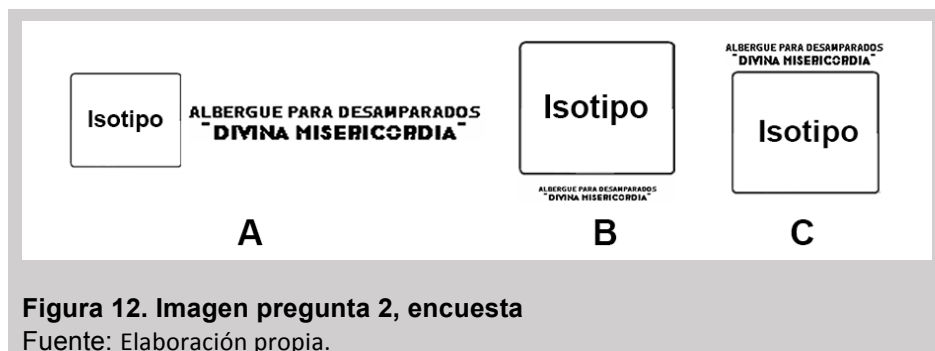 Isotipo
ALBERGUE PARA DESAMPARADOS
"DIVINA MISERICORDIA"
A
Isotipo
ALBERGUE PARA DESAMPARADOS
"DIVINA MISERICORDIA"
B
ALBERGUE PARA DESAMPARADOS
"DIVINA MISERICORDIA"
Isotipo
C
Figura 12. Imagen pregunta 2, encuesta
Fuente: Elaboración propia.